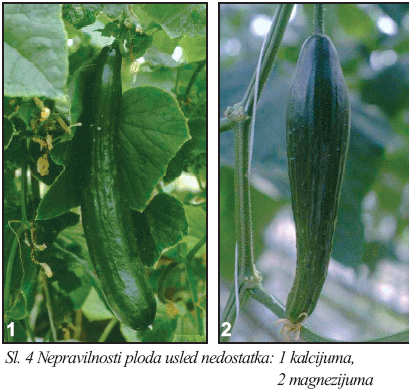 1
2
Sl. 4 Nepravilnosti ploda usled nedostatka: 1 kalcijuma,
2 magnezijuma